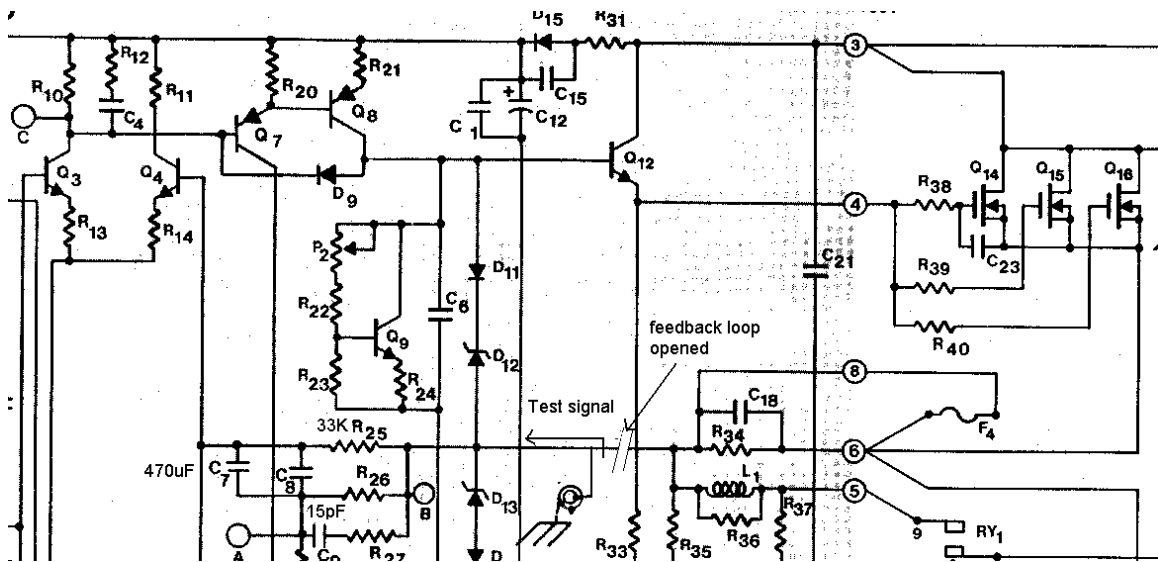 D15
R31
3
R12
R10
R11
R20
R21
C4
C
Q7
Q8
C15
C1
C12
Q3
Q4
D9
Q12
Q14
Q15
Q16
R38
4
R13
R14
P2
D11
C21
C23
R39
R22
Q9
C6
R40
feedback loop
opened
D12
R23
R24
8
C18
F4
Test signal
33K R25
R34
6
470uF
C7
C8
R26
B
D13
L1
5
R37
15pF
A
C9
R27
R33
R35
R36
9
RY1
D